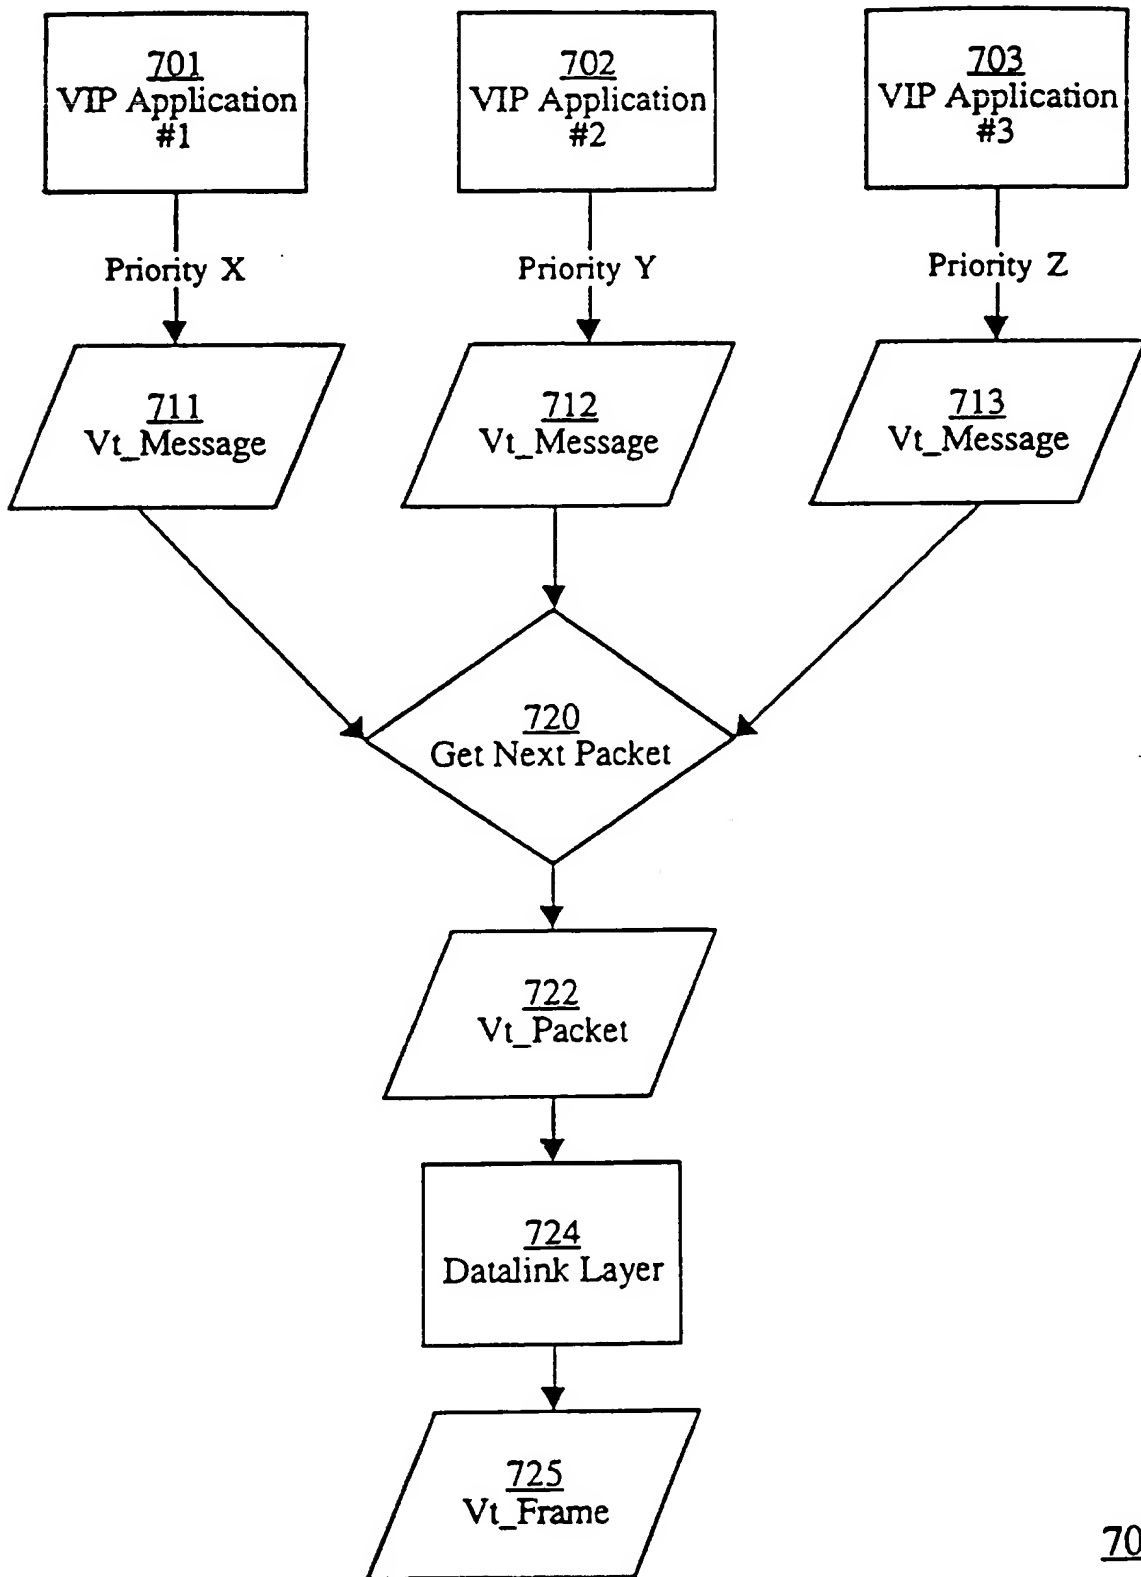 701
VIP Application
#1
702
VIP Application
#2
703
VIP Application
#3
Priority X
Priority Y
Priority Z
711
Vt_Message
712
Vt_Message
713
Vt_Message
720
Get Next Packet
722
Vt_Packet
724
Datalink Layer
725
Vt_Frame
70